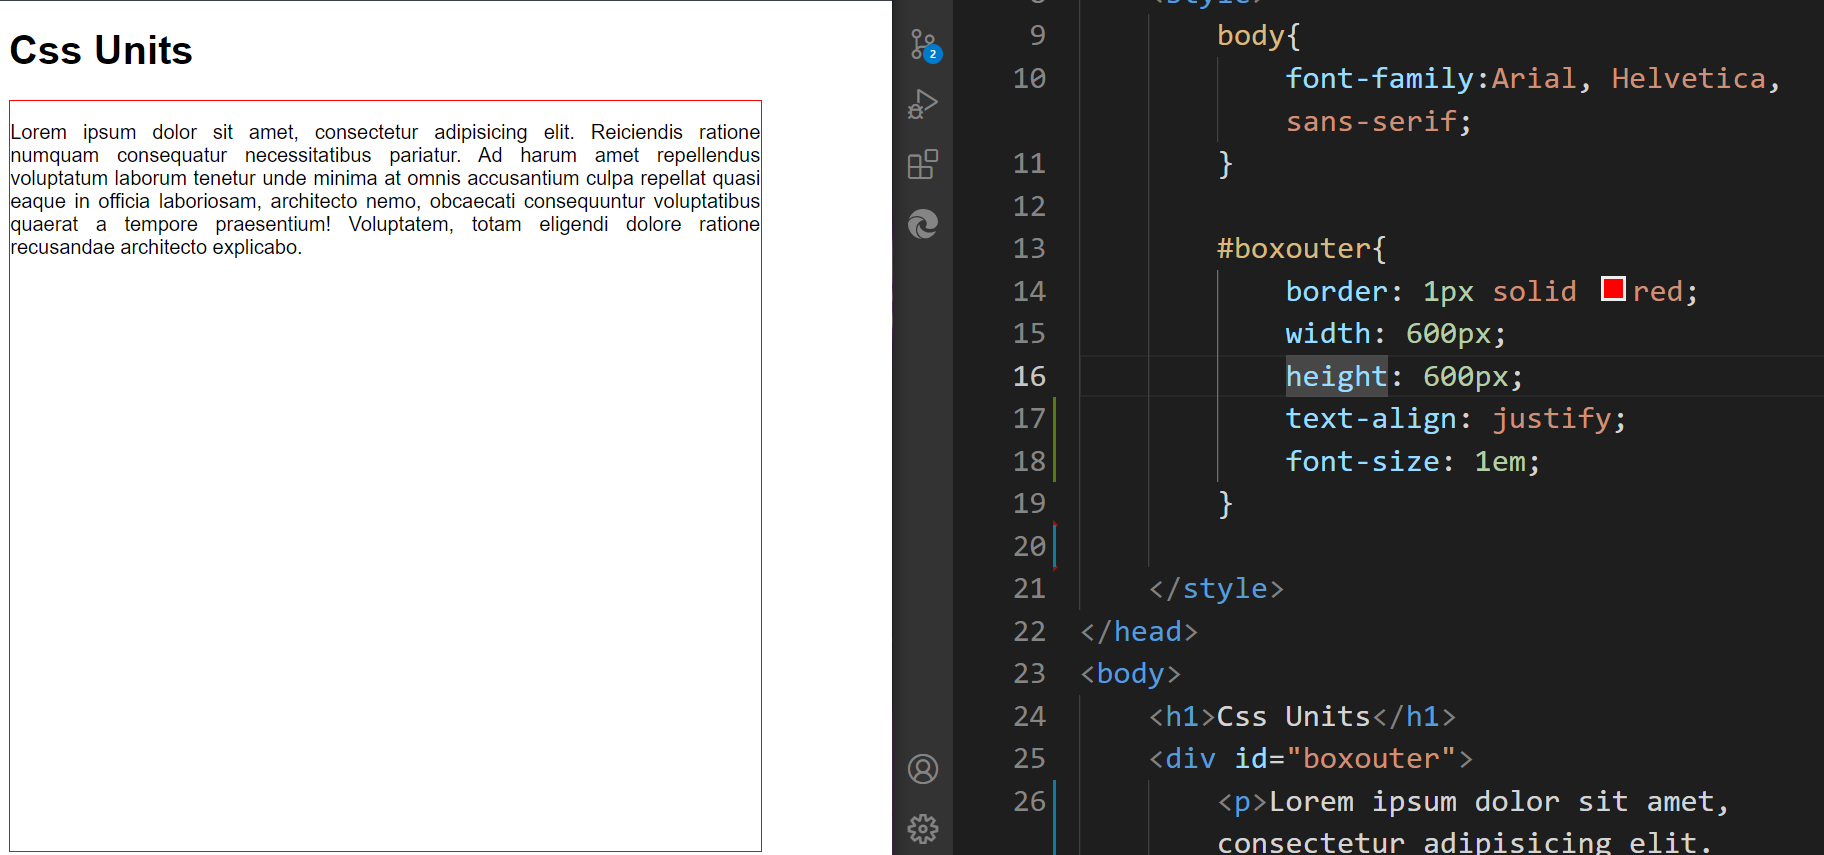 Css Units
Lorem ipsum dolor sit amet, consectetur adipisicing elit. Reiciendis ratione
numquam consequatur necessitatibus pariatur. Ad harum amet repellendus
voluptatum laborum tenetur unde minima at omnis accusantium culpa repellat quasi
eaque in officia laboriosam, architecto nemo, obcaecati consequuntur voluptatibus
quaerat a tempore praesentium! Voluptatem, totam eligendi dolore ratione
recusandae architecto explicabo.
2
8 <style>
9 body{
10 font-family:Arial, Helvetica,
sans-serif;
11 }
12
13 #boxouter{
14 border: 1px solid red;
15 width: 600px;
16 height: 600px;
17 text-align: justify;
18 font-size: 1em;
19 }
20
21 </style>
22 </head>
23 <body>
24 <h1>Css Units</h1>
25 <div id="boxouter">
26 <p>Lorem ipsum dolor sit amet,
consectetur adipisicing elit.